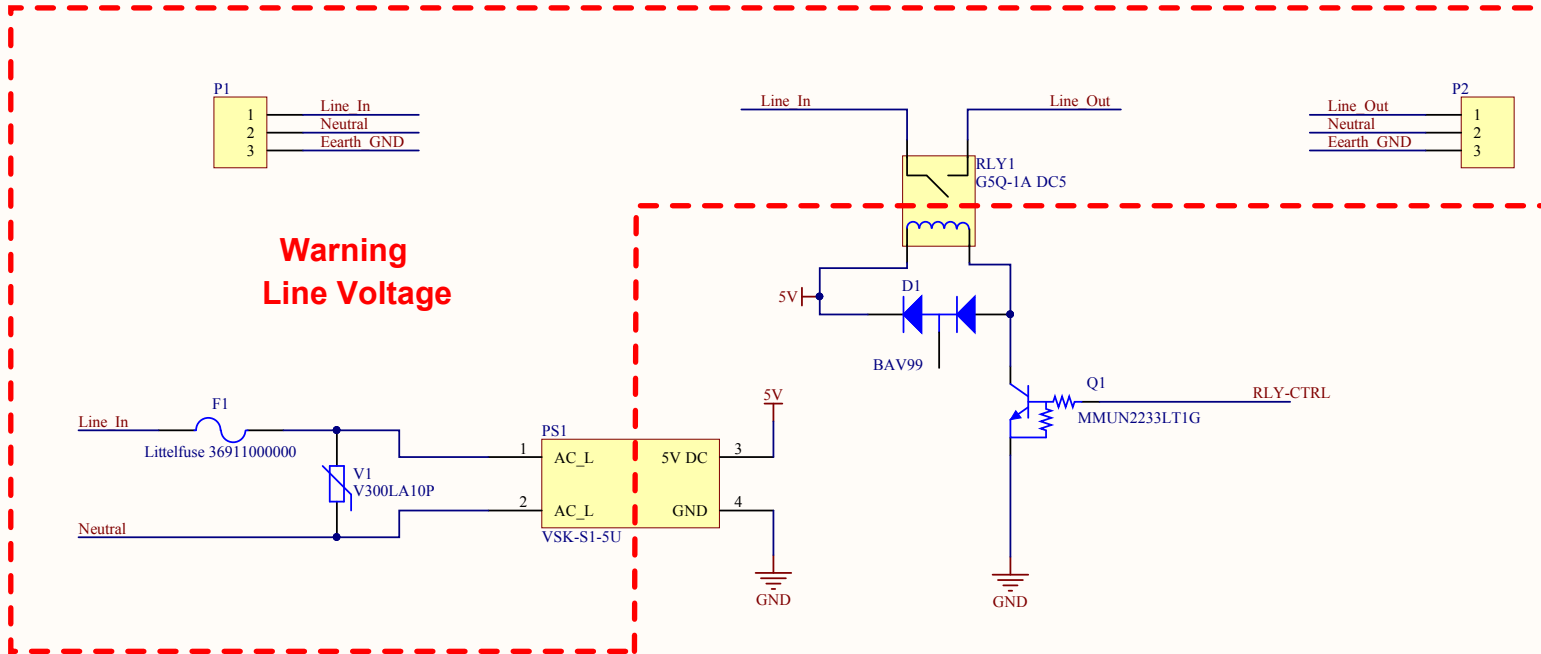 P1
1
Line_In
2
Neutral
3
Eearth_GND
Line_In
Line_Out
RLY1
G5Q-1A DC5
P2
Line_Out
1
Neutral
2
Eearth_GND
3
Warning
Line Voltage
5V
D1
BAV99
Q1
MMUN2233LT1G
RLY-CTRL
GND
Line_In
F1
Littelfuse 36911000000
V1
V300LA10P
Neutral
PS1
1
AC_L
5V DC
3
2
AC_L
GND
4
VSK-S1-5U
5V
GND